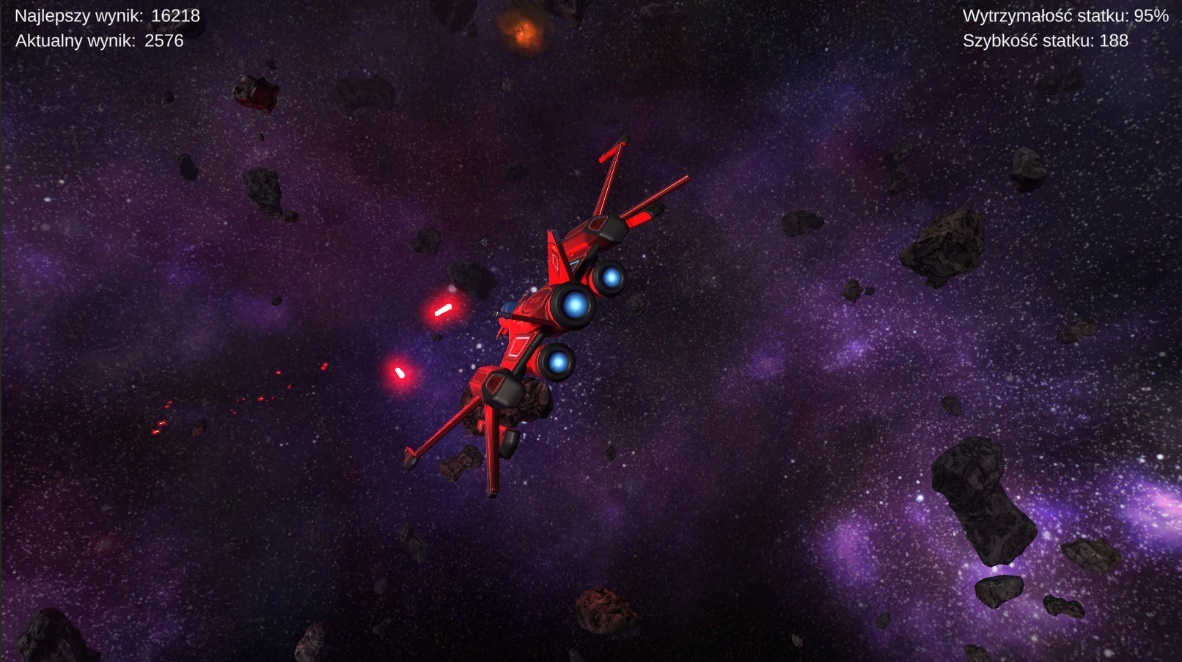 Najlepszy wynik: 16218
Aktualny wynik: 2576
Wytrzymałość statku: 95%
Szybkość statku: 188